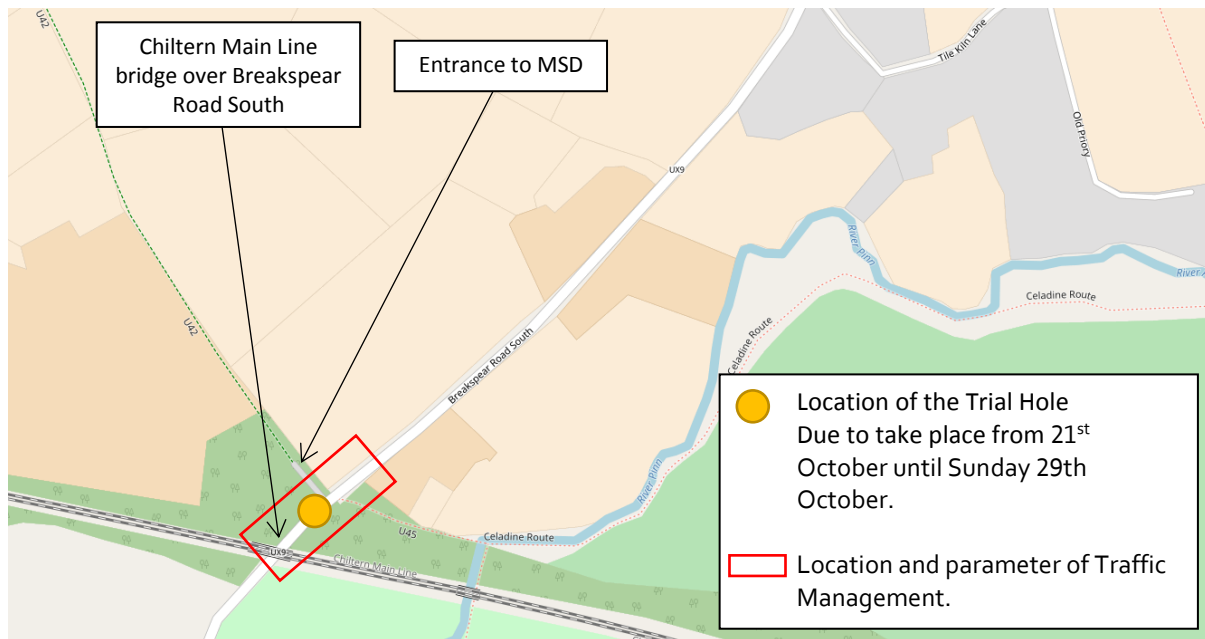 U42
Chiltern Main Line
bridge over Breakspear
Road South
Entrance to MSD
Tile Kiln Lane
Old Priory
UX9
River Pinn
Celadine Route
U42
Celadine Route
Breakspear Road South
River Pinn
U45
Celadine Route
UX9
Chiltern Main Line
Location of the Trial Hole
Due to take place from 21st
October until Sunday 29th
October.
Location and parameter of Traffic
Management.